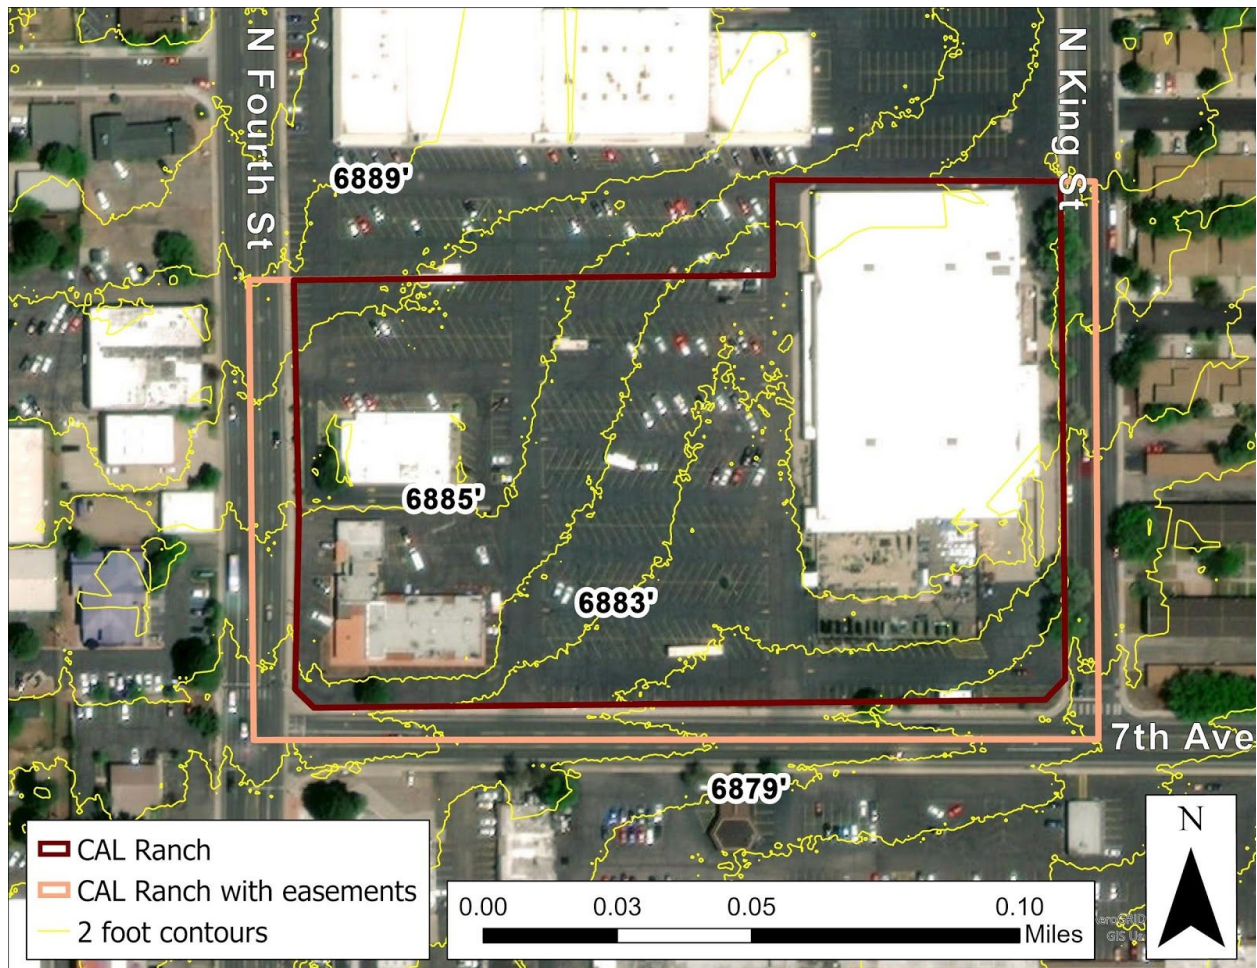 N Fourth St
N King St
6889'
6885'
6883'
7th Ave
6879'
CAL Ranch
CAL Ranch with easements
2 foot contours
0.00 0.03 0.05 0.10
Miles
N
GIS